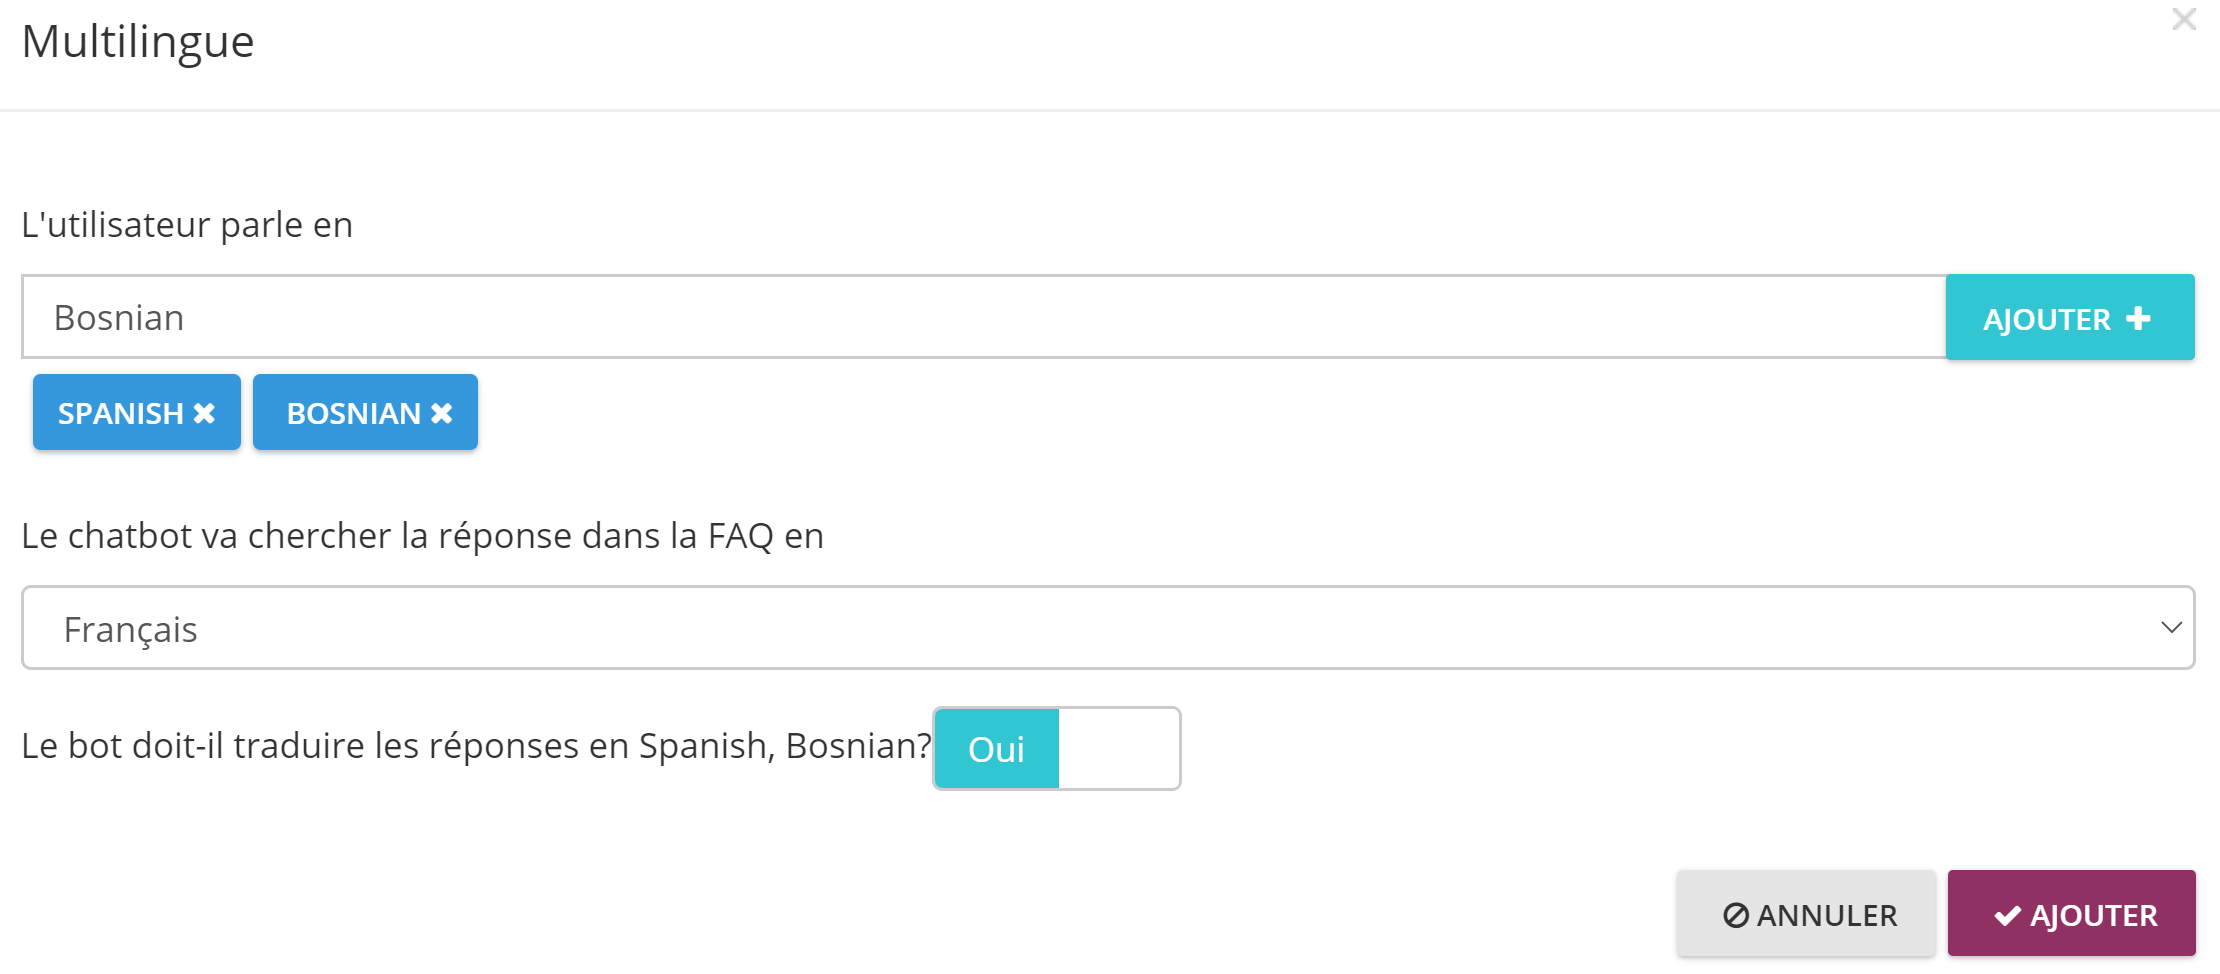 Multilingue
L'utilisateur parle en
Bosnian
AJOUTER
SPANISH BOSNIAN
Le chatbot va chercher la réponse dans la FAQ en
Français
Le bot doit-il traduire les réponses en Spanish, Bosnian? Oui
ANNULER AJOUTER